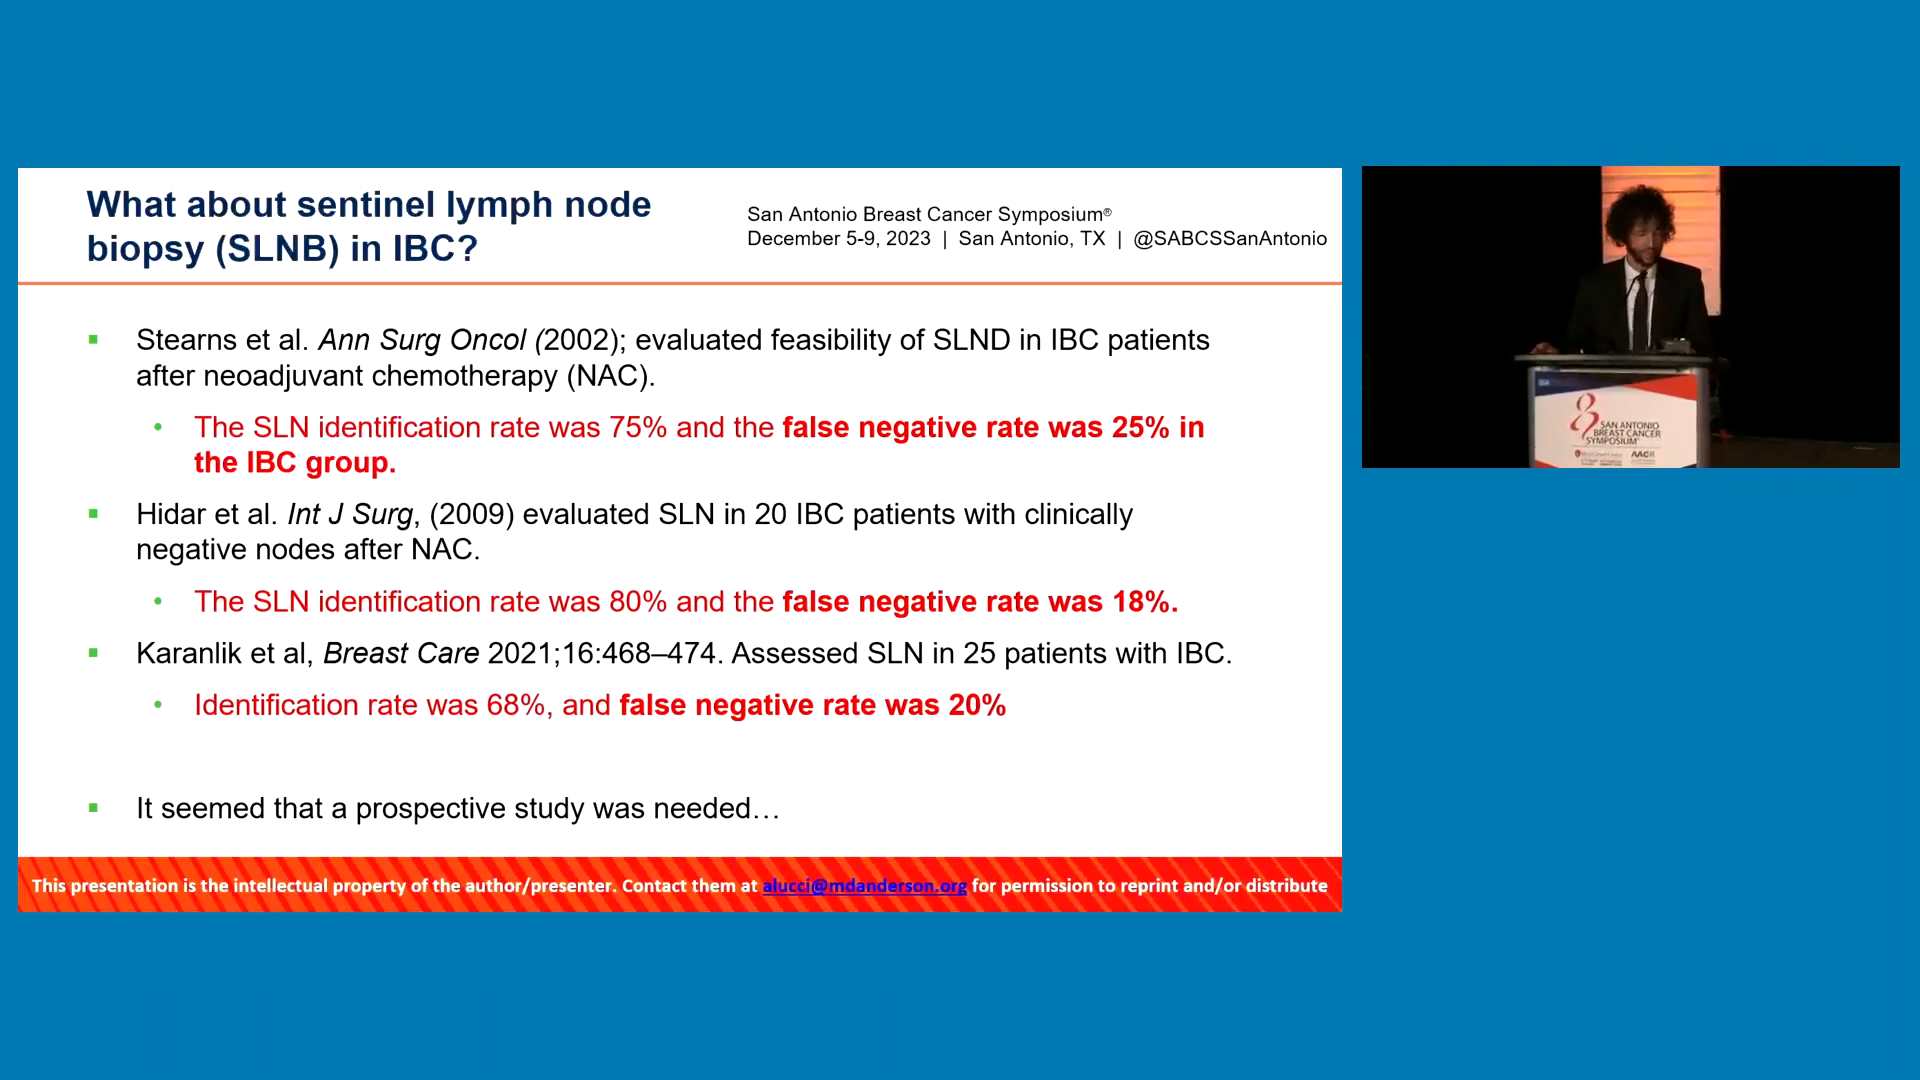 What about sentinel lymph node
biopsy (SLNB) in IBC?
San Antonio Breast Cancer Symposium®
December 5-9, 2023 | San Antonio, TX | @SABCSSanAntonio
▪ Stearns et al. Ann Surg Oncol (2002); evaluated feasibility of SLND in IBC patients
after neoadjuvant chemotherapy (NAC).
• The SLN identification rate was 75% and the false negative rate was 25% in
the IBC group.
▪ Hidar et al. Int J Surg, (2009) evaluated SLN in 20 IBC patients with clinically
negative nodes after NAC.
• The SLN identification rate was 80% and the false negative rate was 18%.
▪ Karanlik et al, Breast Care 2021;16:468–474. Assessed SLN in 25 patients with IBC.
• Identification rate was 68%, and false negative rate was 20%
▪ It seemed that a prospective study was needed…
This presentation is the intellectual property of the author/presenter. Contact them at alucci@mdanderson.org for permission to reprint and/or distribute
SAN ANTONIO
BREAST CANCER
SYMPOSIUM
AACR